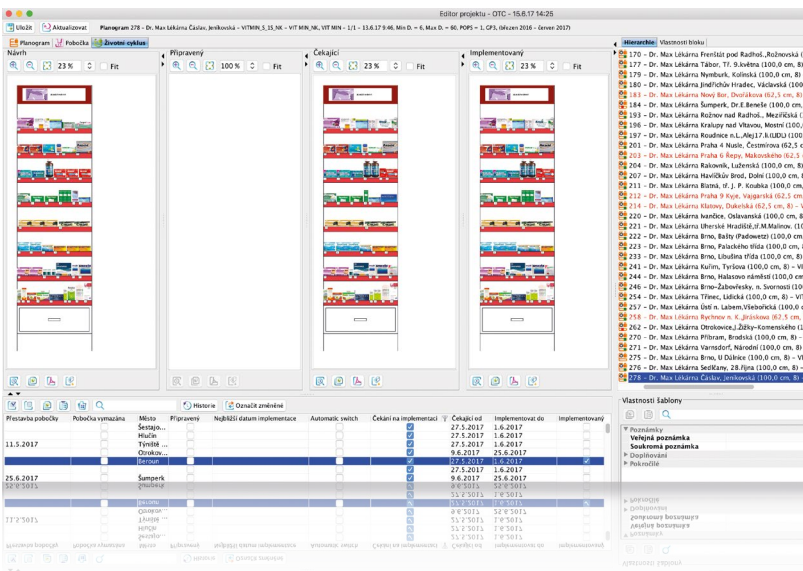 Editor projektu – OTC – 15.6.17 14:25
Uložit Aktualizovat Planogram 278 – Dr. Max Lékárna Čáslav, Jeníkovská – VITMIN_S_1S_NK – VIT MIN_NK, VIT MIN – 1/1 – 13.6.17 9:46, Min D. = 6, Max D. = 60, POPS = 1, GP3, (březen 2016 – červen 2017)
Planogram Pobočka Životní cyklus
Návrh Připravený Čekající Implementovaný
23 % Fit 100 % Fit 23 % Fit 23 % Fit
Hierarchie Vlastnosti bloku
170 – Dr. Max Lékárna Frenštát pod Radhoš.,Rožnovská (
177 – Dr. Max Lékárna Tábor, Tř. 9.května (100,0 cm, 8)
179 – Dr. Max Lékárna Nymburk, Kolínská (100,0 cm, 8)
180 – Dr. Max Lékárna Jindřichův Hradec, Václavská (100
183 – Dr. Max Lékárna Nový Bor, Dvořákova (62,5 cm, 8)
184 – Dr. Max Lékárna Šumperk, Dr.E.Beneše (100,0 cm,
193 – Dr. Max Lékárna Rožnov nad Radhoš., Meziříčská (
196 – Dr. Max Lékárna Kralupy nad Vltavou, Mostní (100,
197 – Dr. Max Lékárna Roudnice n.L.,Alej17.li.(LIDL) (100
201 – Dr. Max Lékárna Praha 4 Nusle, Čestmírova (62,5 c
203 – Dr. Max Lékárna Praha 6 Řepy, Makovského (62,5
204 – Dr. Max Lékárna Rakovník, Luženská (100,0 cm, 8)
207 – Dr. Max Lékárna Havlíčkův Brod, Dolní (100,0 cm, 8
211 – Dr. Max Lékárna Blatná, tř. J. P. Koubka (100,0 cm,
212 – Dr. Max Lékárna Praha 9 Kyje, Vajgarská (62,5 cm
214 – Dr. Max Lékárna Klatovy, Dukelská (62,5 cm, 8) – V
220 – Dr. Max Lékárna Ivančice, Oslavanská (100,0 cm, 8
221 – Dr. Max Lékárna Uherské Hradiště,tř.M.Malinov. (10
222 – Dr. Max Lékárna Brno, Bašty (Padowetz) (100,0 cm
223 – Dr. Max Lékárna Brno, Palackého třída (100,0 cm, 8
233 – Dr. Max Lékárna Brno, Libušina třída (100,0 cm, 8)
241 – Dr. Max Lékárna Kuřim, Tyršova (100,0 cm, 8) – VI
244 – Dr. Max Lékárna Brno, Halasovo náměstí (100,0 cm
246 – Dr. Max Lékárna Brno-Žabovřesky, n. Svornosti (100
254 – Dr. Max Lékárna Třinec, Lidická (100,0 cm, 8) – VIT
257 – Dr. Max Lékárna Ústí n. Labem,Všebořická (100,0 c
258 – Dr. Max Lékárna Rychnov n. K.,Jiráskova (62,5 cm,
262 – Dr. Max Lékárna Otrokovice,J.Žižky-Komenského (1
270 – Dr. Max Lékárna Příbram, Brodská (100,0 cm, 8) –
271 – Dr. Max Lékárna Varnsdorf, Národní (100,0 cm, 8)
275 – Dr. Max Lékárna Brno, U Dálnice (100,0 cm, 8) – VI
276 – Dr. Max Lékárna Sedlčany, 28.října (100,0 cm, 8) –
278 – Dr. Max Lékárna Čáslav, Jeníkovská (100,0 cm, 8) –
Historie Označit změněné
Přestavba pobočky Pobočka vymazána Město Připravený Nejbližší datum implementace Automatic switch Čekání na implementaci Čekající od Implementovat do Implementovaný
Šestajo... 27.5.2017 1.6.2017
Hlučín 27.5.2017 1.6.2017
11.5.2017 Týniště ... 27.5.2017 1.6.2017
Otrokov... 9.6.2017 25.6.2017
Beroun 27.5.2017 1.6.2017
27.5.2017 1.6.2017
25.6.2017 Šumperk 9.6.2017 25.6.2017
Vlastnosti šablony
Poznámky
Veřejná poznámka
Soukromá poznámka
Doplňování
Pokročilé